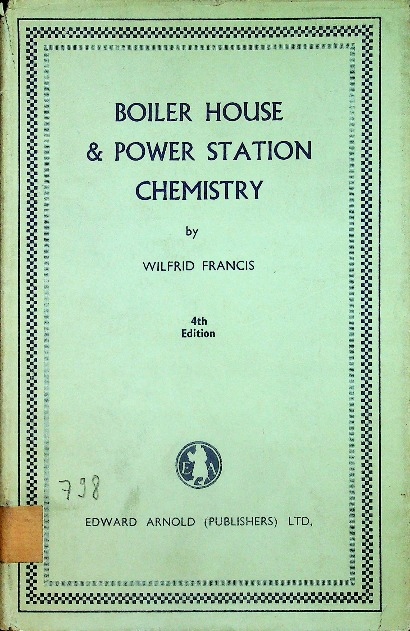 BOILER HOUSE
& POWER STATION
CHEMISTRY
by
WILFRID FRANCIS
4th
Edition
E A
798
EDWARD ARNOLD (PUBLISHERS) LTD.